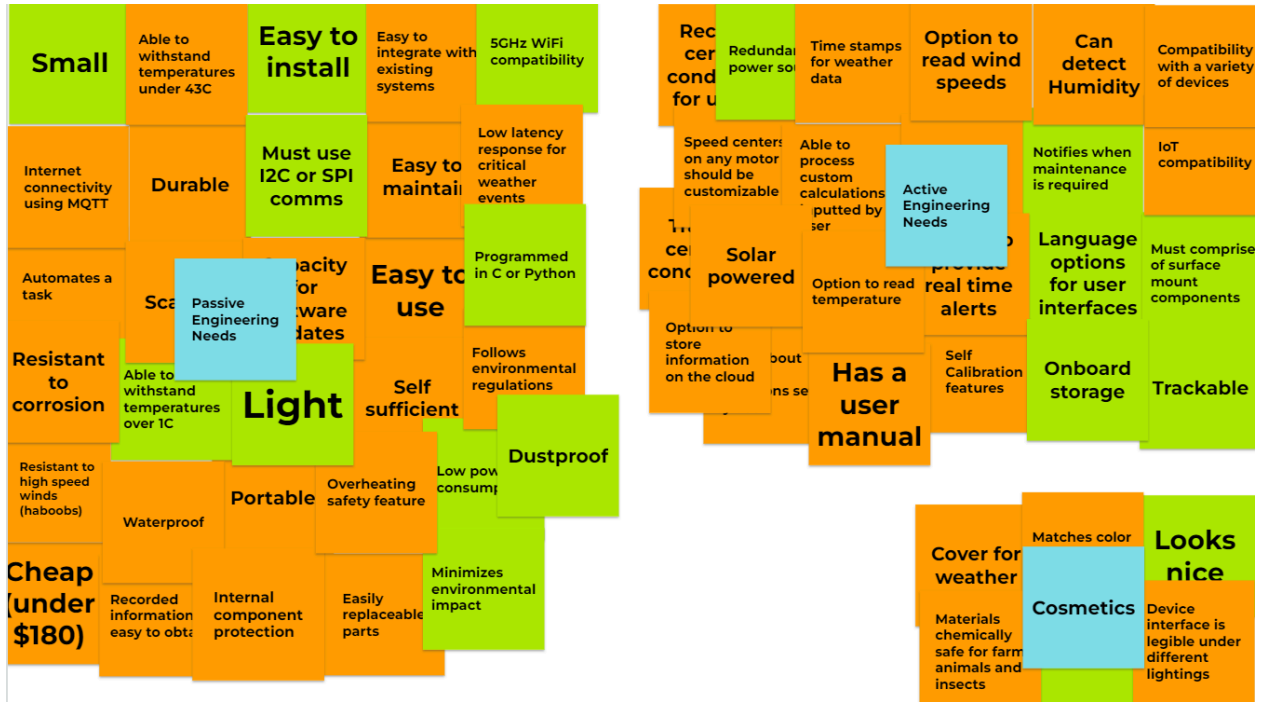 Small
Able to
withstand
temperatures
under 43C
Easy to
install
Easy to
integrate with
existing
systems
5GHz WiFi
compatibility
Internet
connectivity
using MQTT
Durable
Must use
I2C or SPI
comms
Easy to
Low latency
response for
critical
weather
events
Automates a
task
Passive
Engineering
Needs
for
Easy to
use
Programmed
in C or Python
Resistant
to
corrosion
Able to
withstand
temperatures
over 1C
Light
Self
sufficient
Follows
environmental
regulations
Resistant to
high speed
winds
(haboobs)
Waterproof
Portable
Overheating
safety feature
Low
Dustproof
Cheap
(under
$180)
Recorded
information
easy to
Internal
component
protection
Easily
replaceable
parts
Minimizes
environmental
impact
for
power
Time stamps
for weather
data
Option to
read wind
speeds
Can
detect
Humidity
Compatibility
with a variety
of devices
Speed centers
on any motor
should be
customizable
Able to
process
custom
calculations
by
Active
Engineering
Needs
Notifies when
maintenance
is required
IoT
compatibility
Solar
powered
Option to read
temperature
real time
alerts
Language
options
for user
interfaces
Must comprise
of surface
mount
components
Option to
store
information
on the cloud
Has a
user
manual
Self
Calibration
features
Onboard
storage
Trackable
Cover for
weather
Materials
chemically
safe for farm
animals and
insects
Matches color
Cosmetics
Looks
nice
Device
interface is
legible under
different
lightings